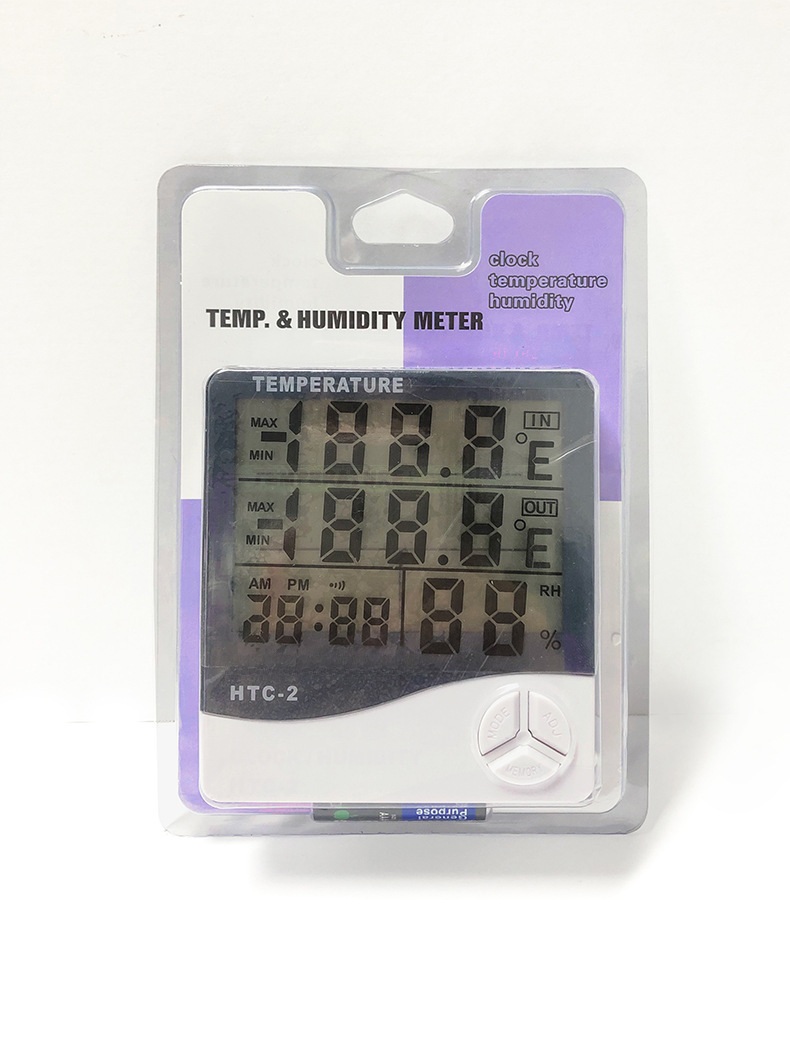 clock
temperature
humidity
TEMP. & HUMIDITY METER
TEMPERATURE
MAX
-188.8
IN
MIN
°E
MAX
-188.8
OUT
MIN
°E
AM PM
28:88
88
RH
%
HTC-2
MODE
ADJ
MEMORY
General
Purpose